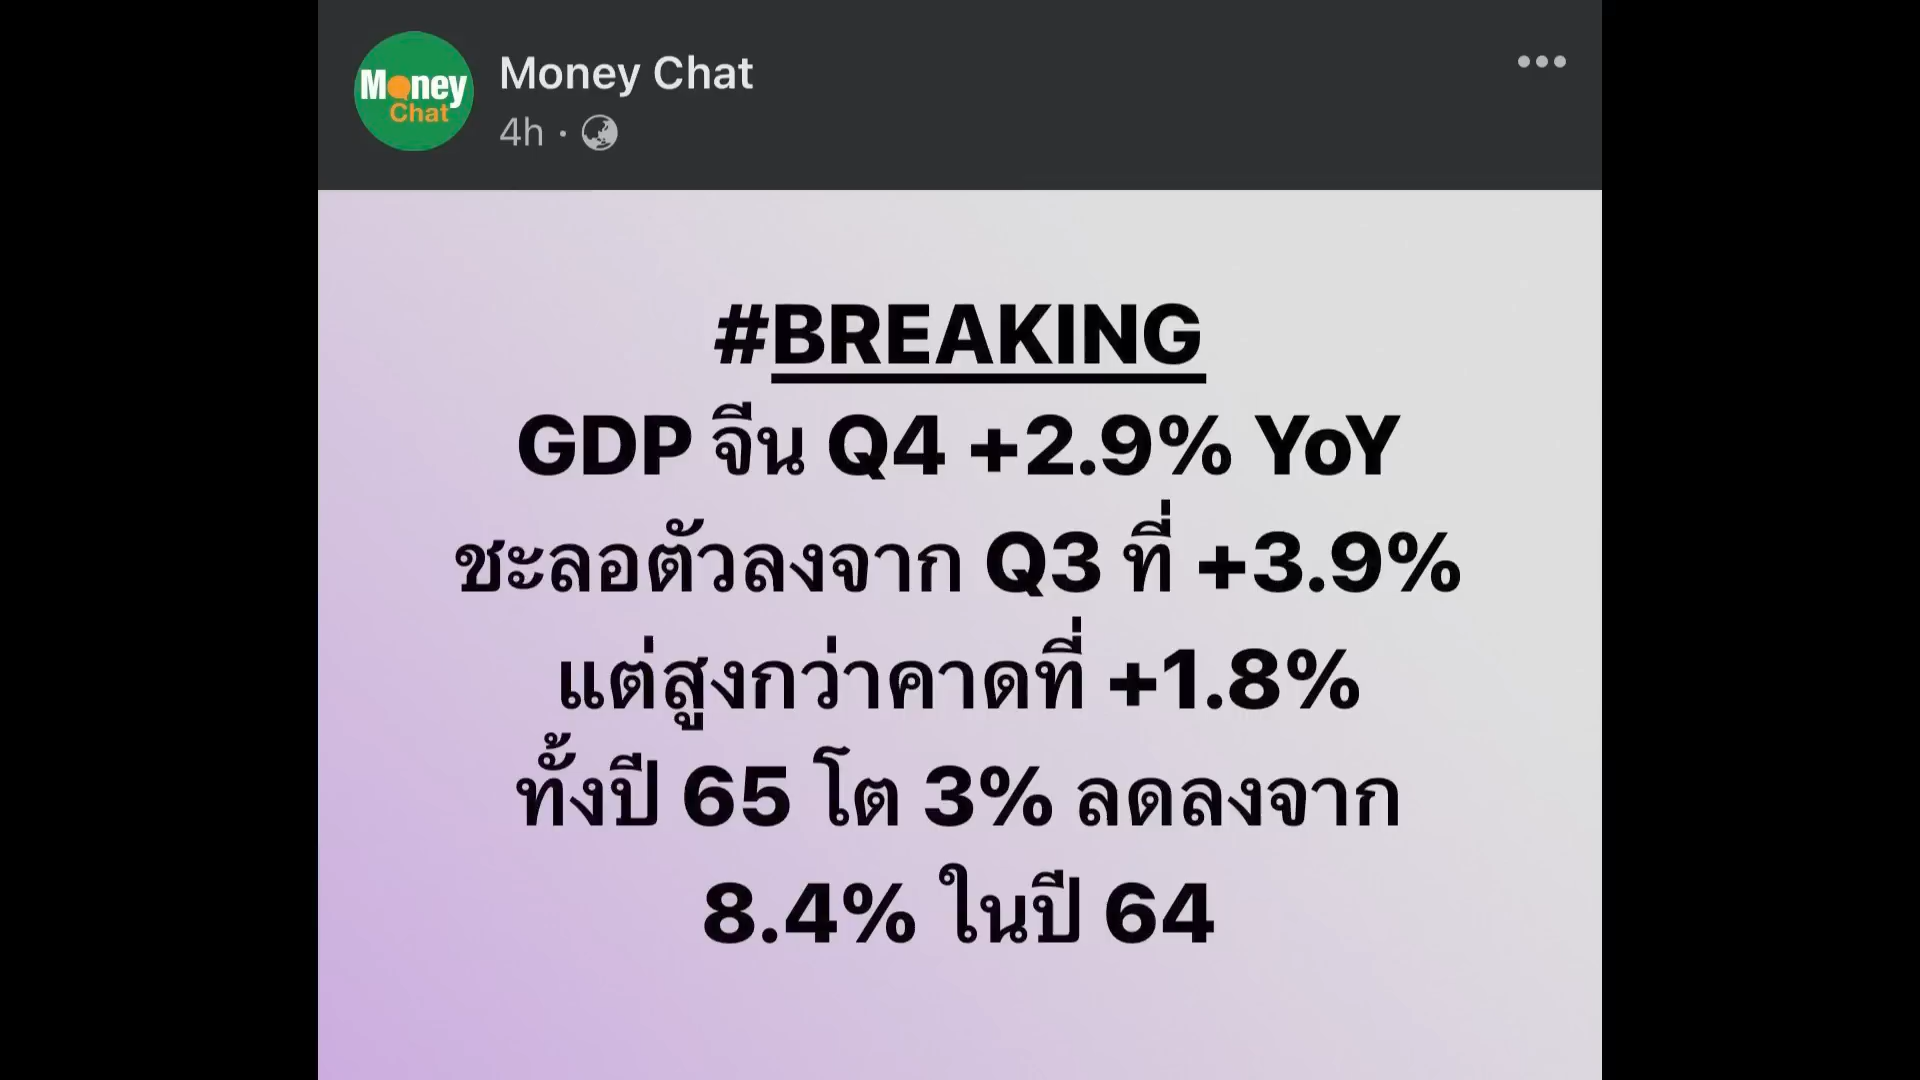 Money
Chat
Money Chat
4h ·
#BREAKING
GDP จีน Q4 +2.9% YoY
ชะลอตัวลงจาก Q3 ที่ +3.9%
แต่สูงกว่าคาดที่ +1.8%
ทั้งปี 65 โต 3% ลดลงจาก
8.4% ในปี 64